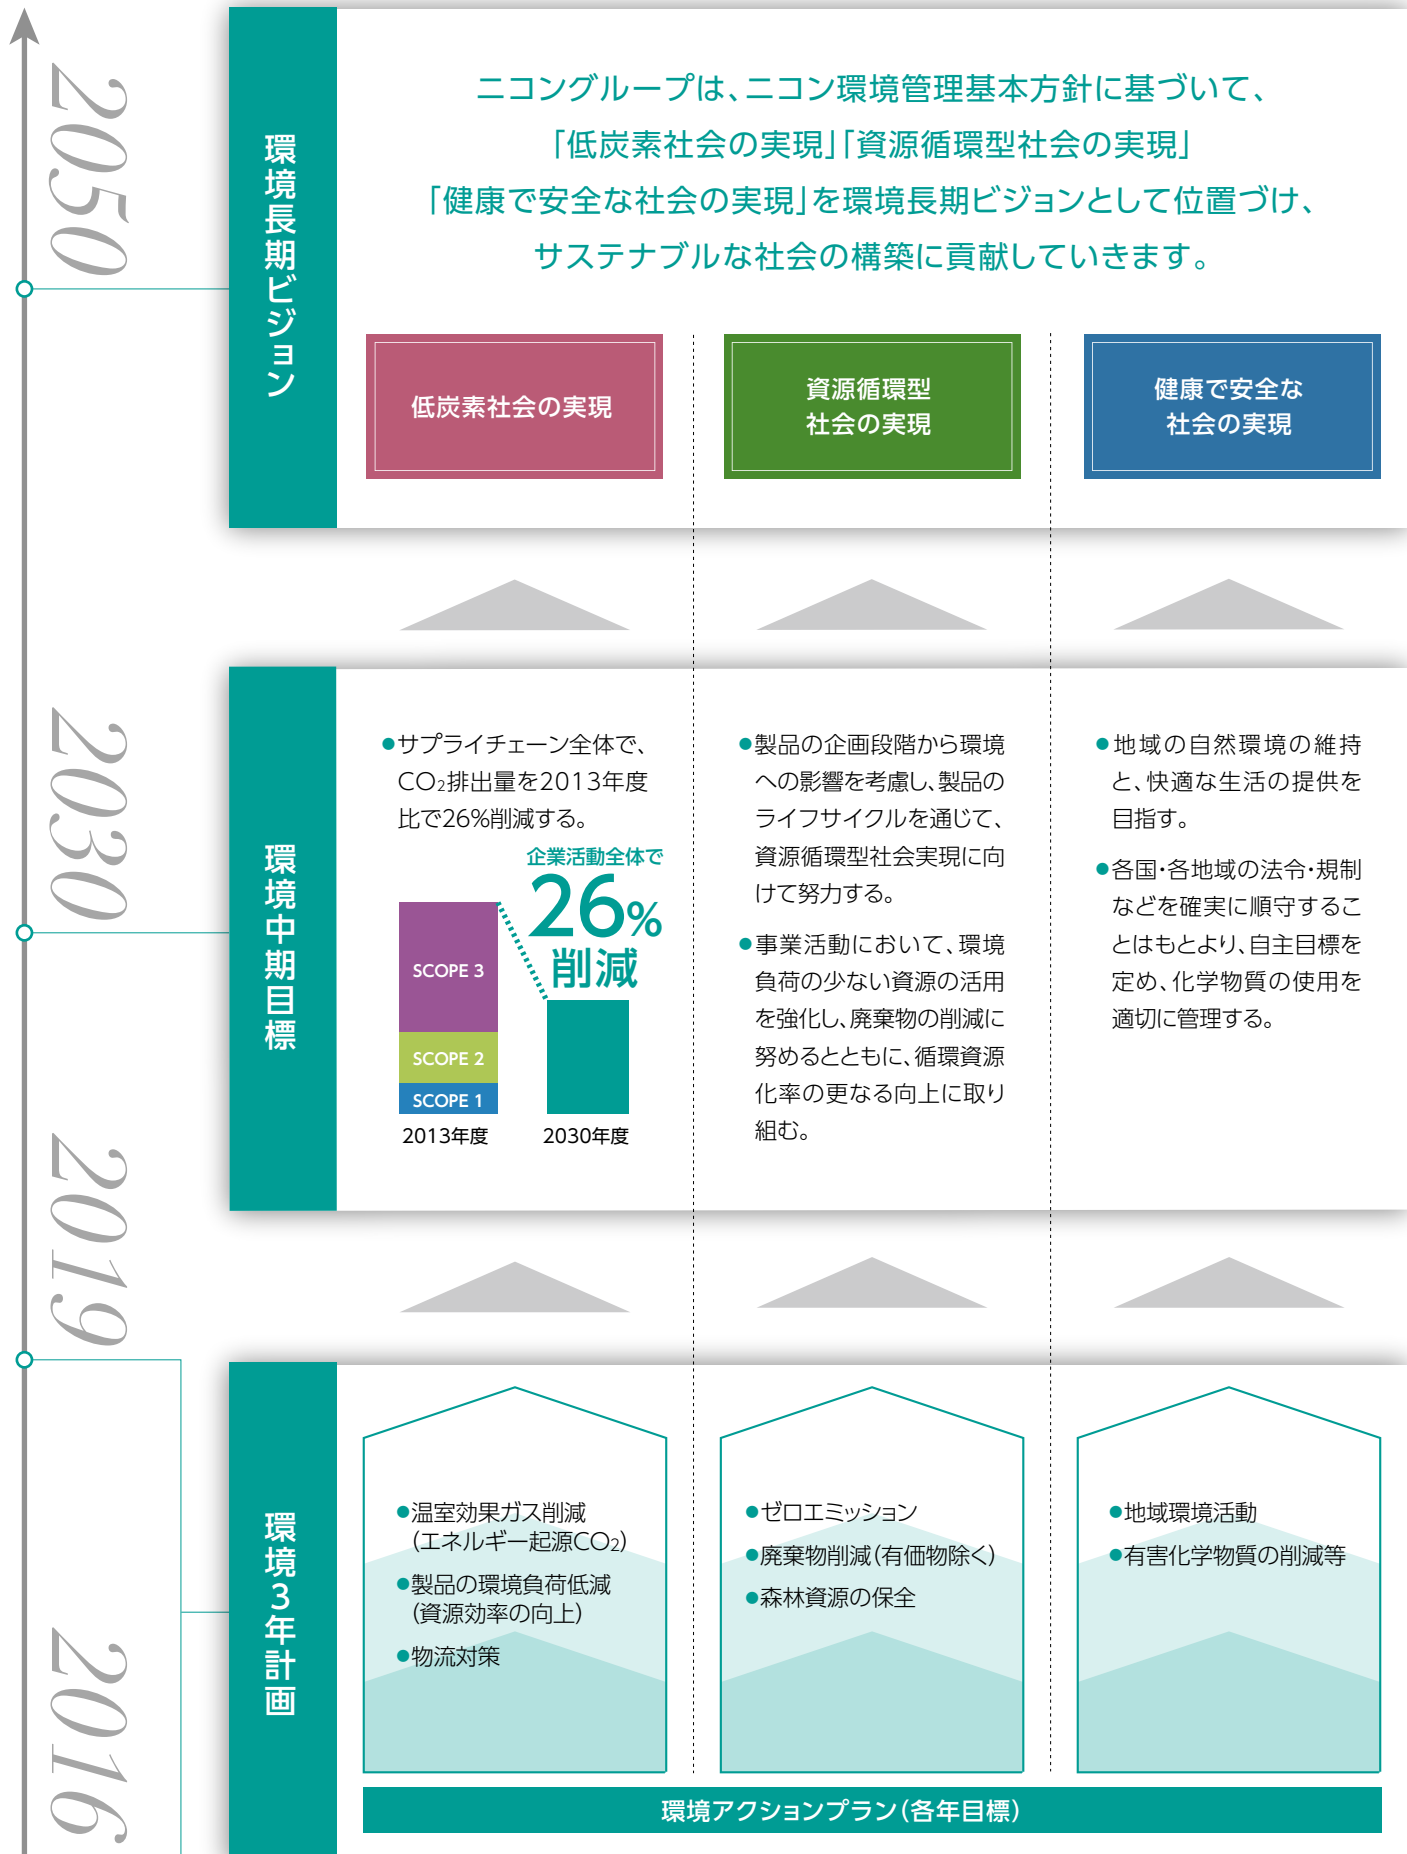 2050
環境長期ビジョン
ニコングループは、ニコン環境管理基本方針に基づいて、
「低炭素社会の実現」「資源循環型社会の実現」
「健康で安全な社会の実現」を環境長期ビジョンとして位置づけ、
サステナブルな社会の構築に貢献していきます。
低炭素社会の実現
資源循環型
社会の実現
健康で安全な
社会の実現
2030
環境中期目標
●サプライチェーン全体で、
CO₂排出量を2013年度
比で26%削減する。
企業活動全体で
26%
削減
SCOPE 3
SCOPE 2
SCOPE 1
2013年度
2030年度
●製品の企画段階から環境
への影響を考慮し、製品の
ライフサイクルを通じて、
資源循環型社会実現に向
けて努力する。
●事業活動において、環境
負荷の少ない資源の活用
を強化し、廃棄物の削減に
努めるとともに、循環資源
化率の更なる向上に取り
組む。
●地域の自然環境の維持
と、快適な生活の提供を
目指す。
●各国・各地域の法令・規制
などを確実に順守するこ
とはもとより、自主目標を
定め、化学物質の使用を
適切に管理する。
2019
2016
環境3年計画
●温室効果ガス削減
(エネルギー起源CO₂)
●製品の環境負荷低減
(資源効率の向上)
●物流対策
●ゼロエミッション
●廃棄物削減(有価物除く)
●森林資源の保全
●地域環境活動
●有害化学物質の削減等
環境アクションプラン(各年目標)